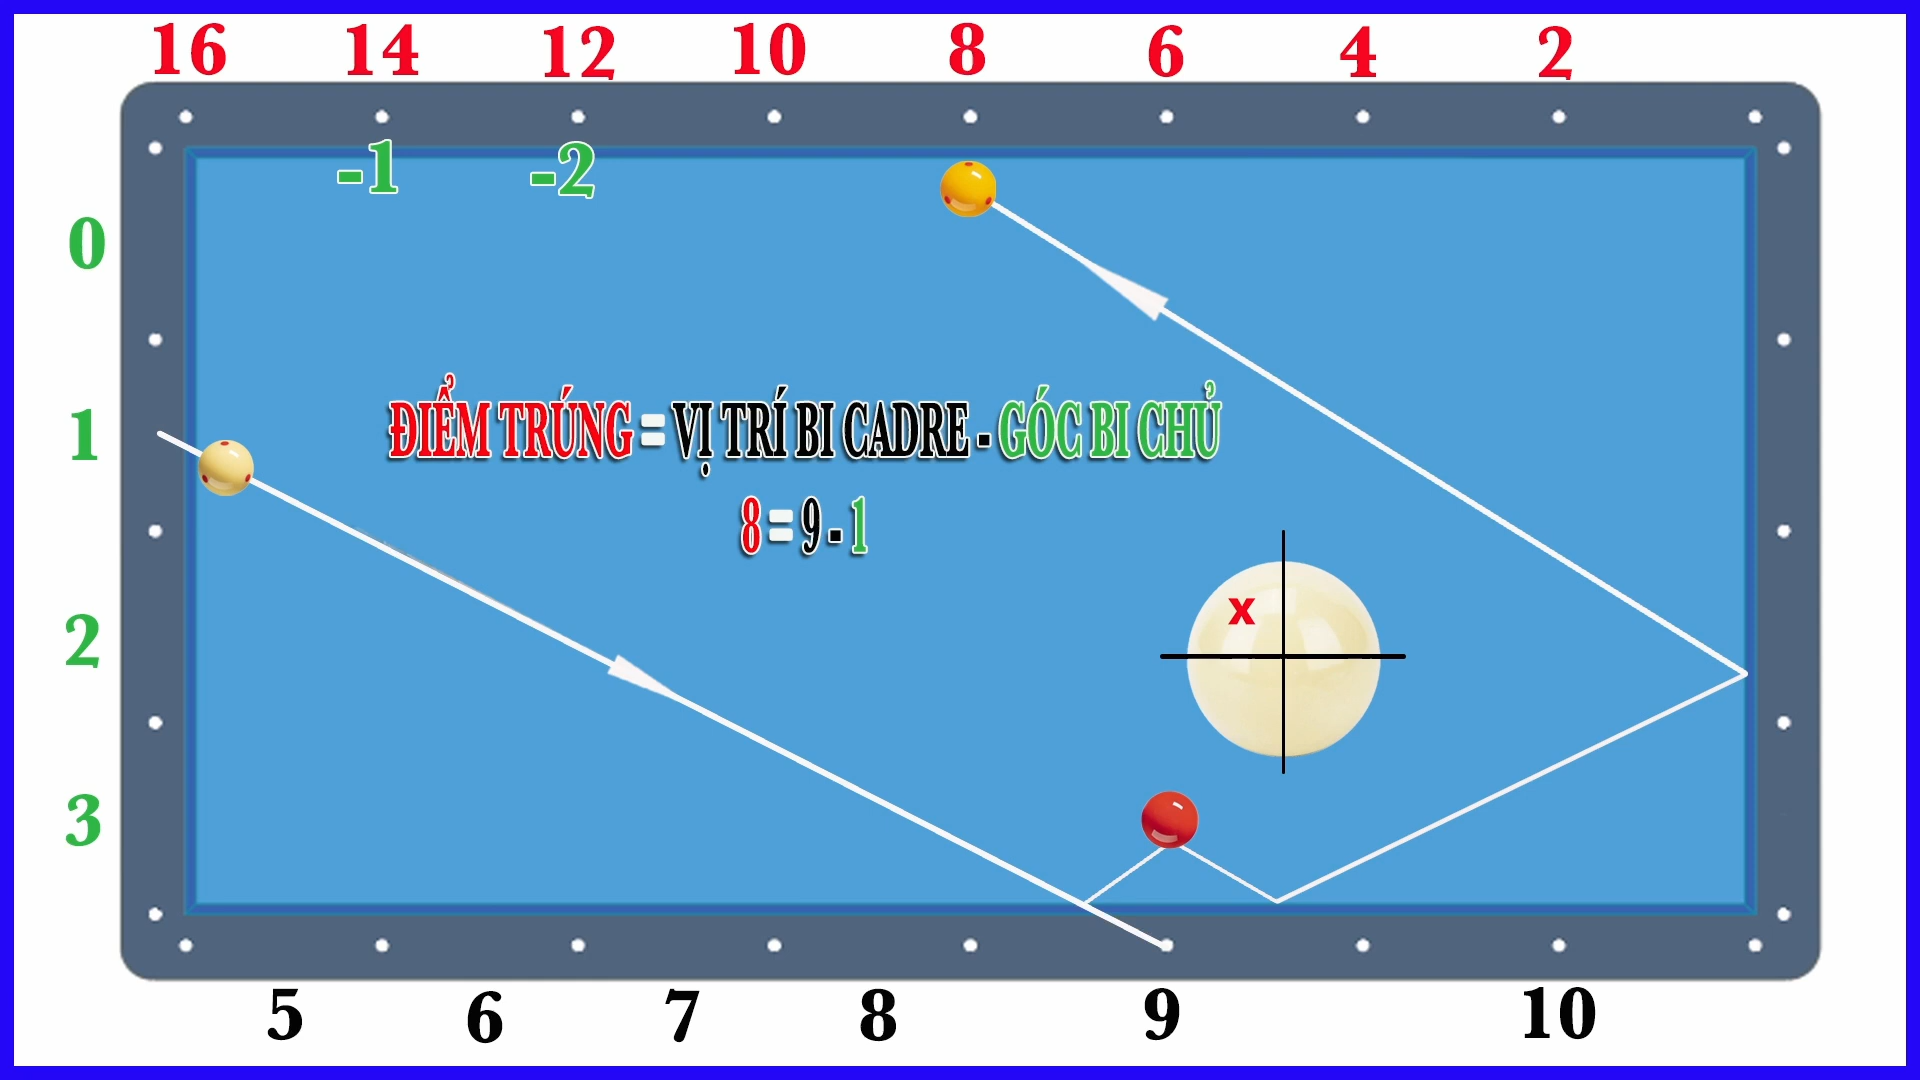 16 14 12 10 8 6 4 2
-1 -2
0
1
ĐIỂM TRÚNG = VỊ TRÍ BI CADRE - GÓC BI CHỦ
8 = 9 - 1
x
2
3
5 6 7 8 9 10